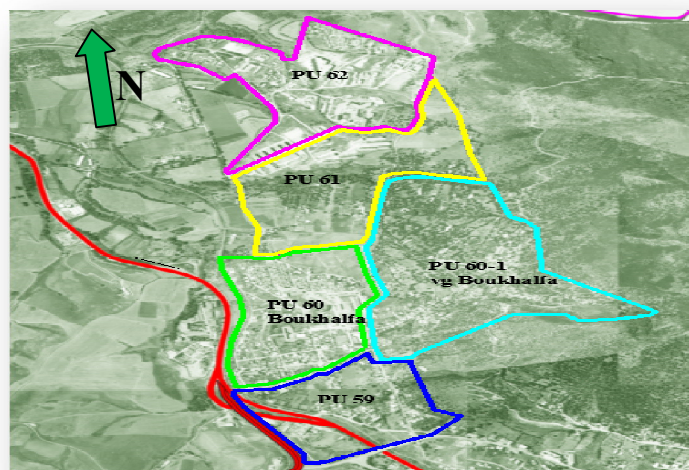 N
PU 62
PU 61
PU 60-1
vg Boukhalfa
PU 60
Boukhalfa
PU 59